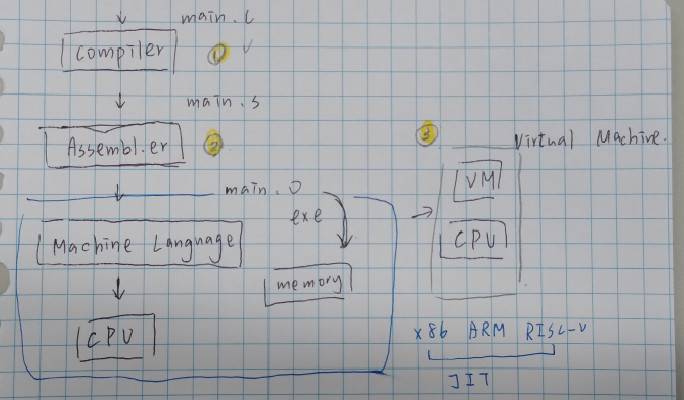 main.c
Compiler
1
main.s
Assembler
2
3
Virtual Machine.
main.o
exe
VM
Machine Language
CPU
memory
CPU
x86 ARM RISC-V
JIT